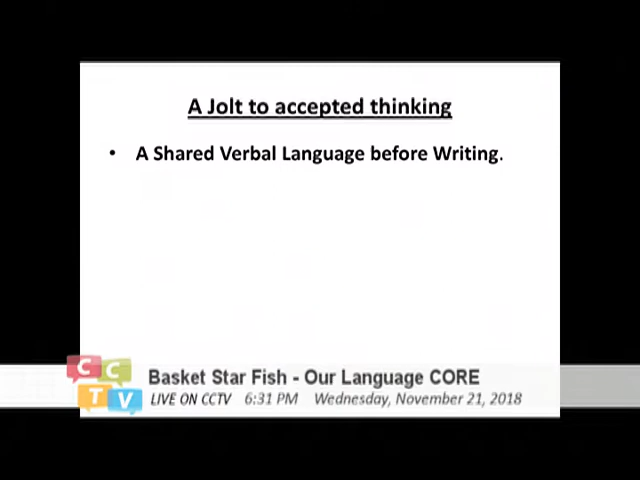 A Jolt to accepted thinking
• A Shared Verbal Language before Writing.
Basket Star Fish - Our Language CORE
LIVE ON CCTV 6:31 PM Wednesday, November 21, 2018
C C
T V